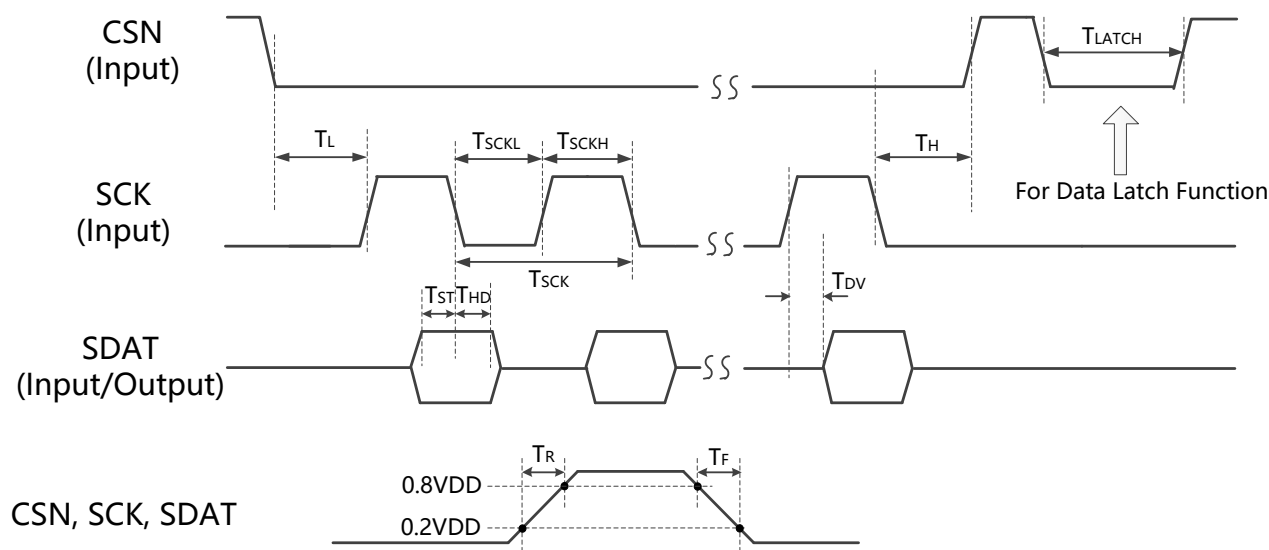 CSN
(Input)
TLATCH
TL
TSCKL
TSCKH
TH
For Data Latch Function
SCK
(Input)
TSCK
TDV
TST
THD
SDAT
(Input/Output)
TR
TF
0.8VDD
0.2VDD
CSN, SCK, SDAT